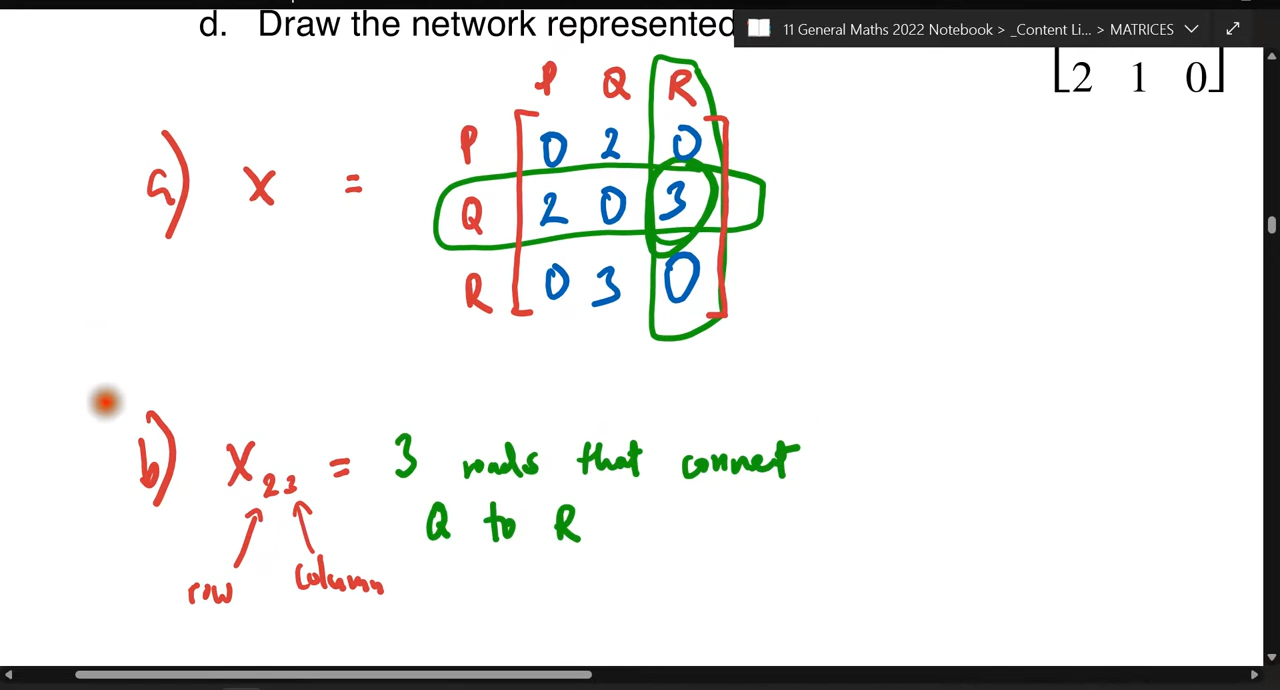 d. Draw the network represented
11 General Maths 2022 Notebook > _Content Li... > MATRICES
2 1 0
P Q R
a) X = P 0 2 0
Q 2 0 3
R 0 3 0
b) X23 = 3 roads that connect
Q to R
row column